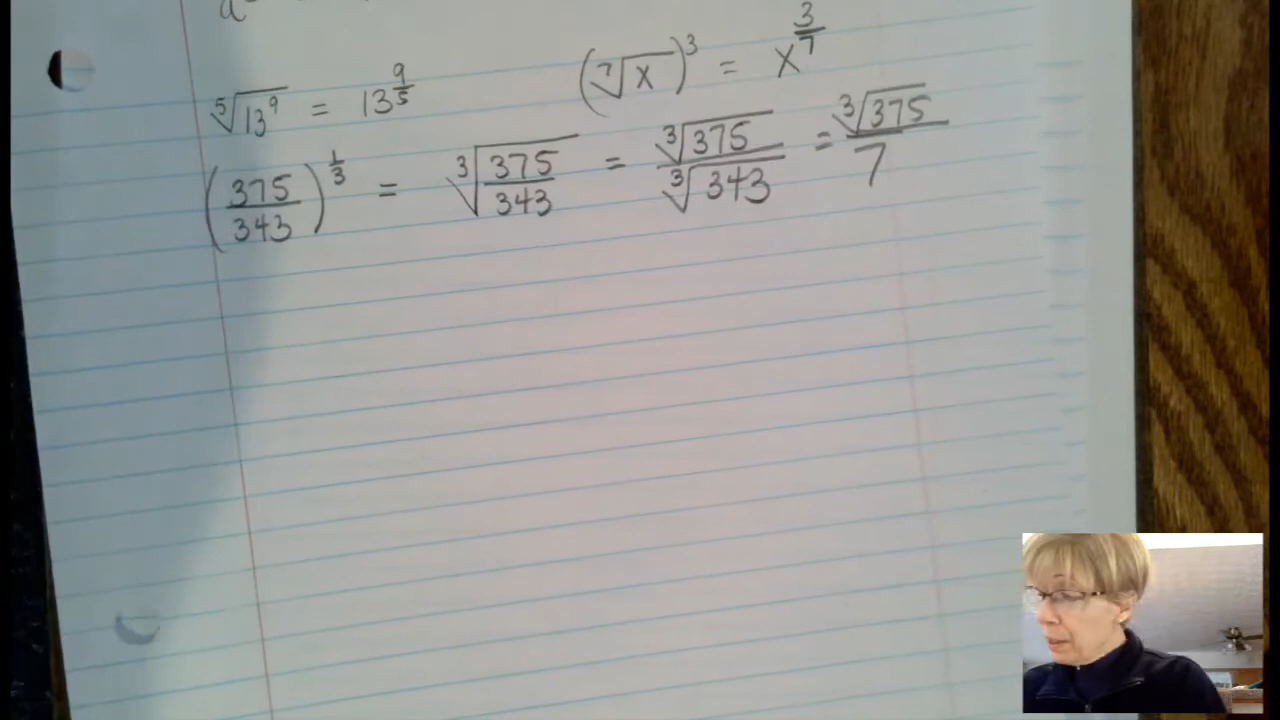 ⁵√13⁹ = 13^(9/5) (⁷√x)³ = x^(3/7)
(375/343)^(1/3) = ³√(375/343) = ³√375/³√343 = ³√375/7